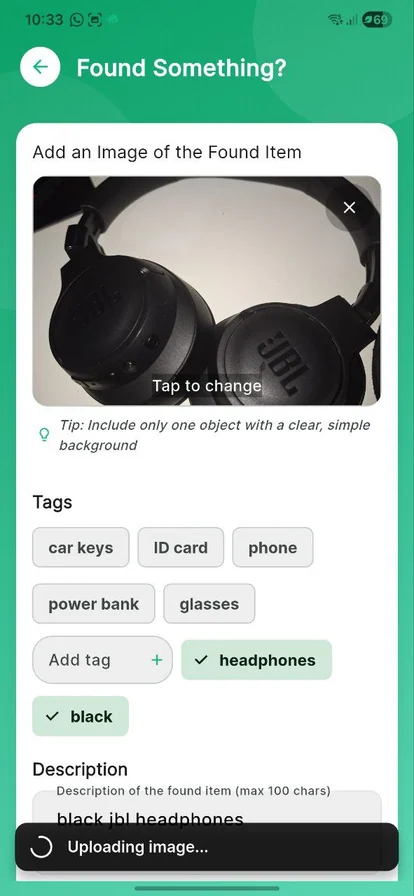 10:33
69
Found Something?
Add an Image of the Found Item
JBL
JBL
Tap to change
Tip: Include only one object with a clear, simple
background
Tags
car keys
ID card
phone
power bank
glasses
Add tag +
headphones
black
Description
Description of the found item (max 100 chars)
black jbl headphones
Uploading image...